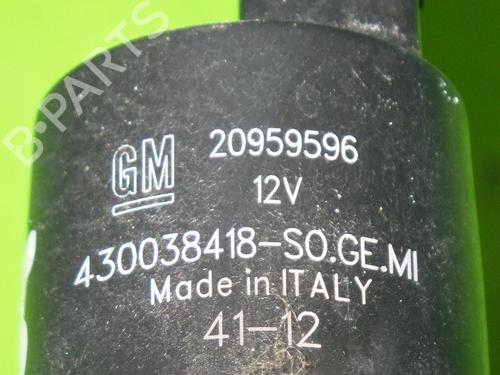 B·PARTS
GM 20959596
12V
430038418-SO.GE.MI
Made in ITALY
41-12